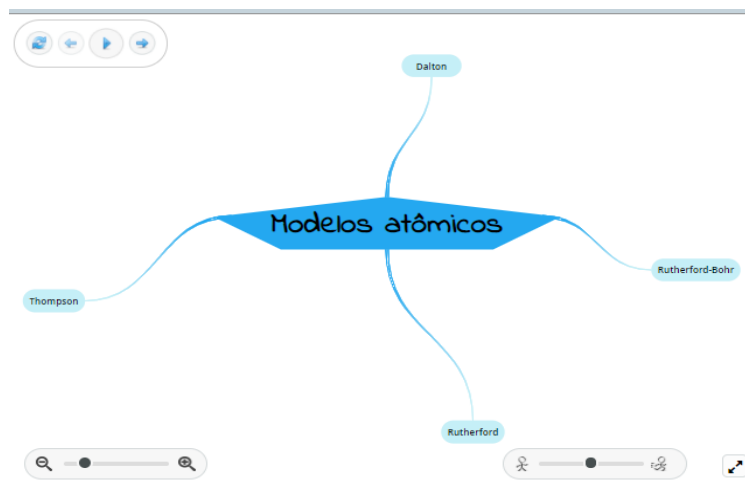 Dalton
Modelos atômicos
Rutherford-Bohr
Thompson
Rutherford